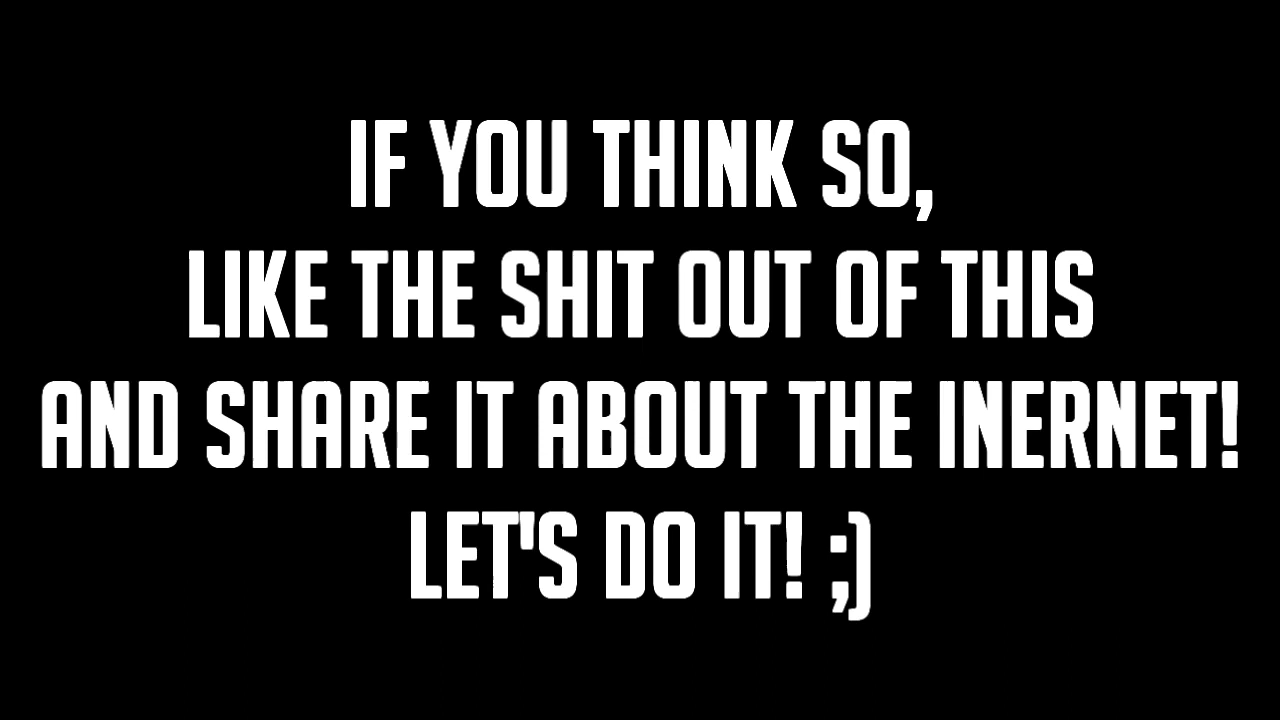 IF YOU THINK SO,
LIKE THE SHIT OUT OF THIS
AND SHARE IT ABOUT THE INERNET!
LET'S DO IT! ;)